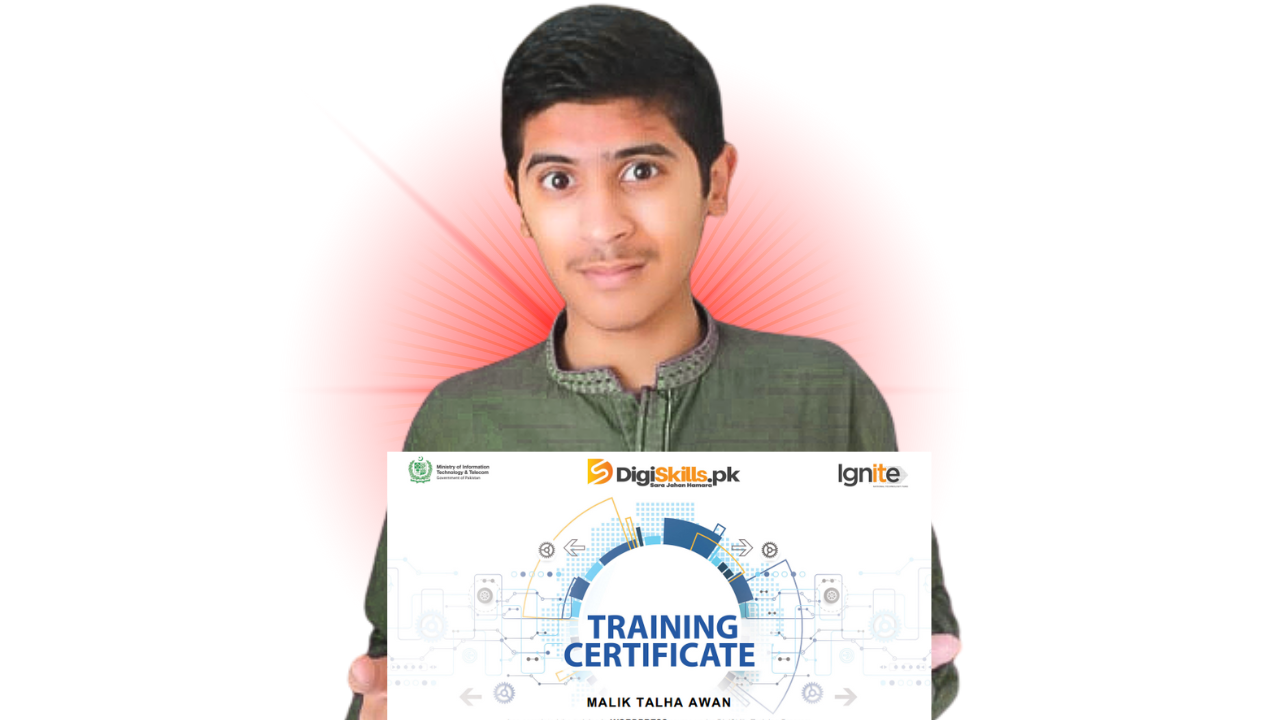 Ministry of Information
Technology & Telecom
Government of Pakistan
DigiSkills.pk
Sara Jahan Hamara
Ignite
TRAINING
CERTIFICATE
MALIK TALHA AWAN